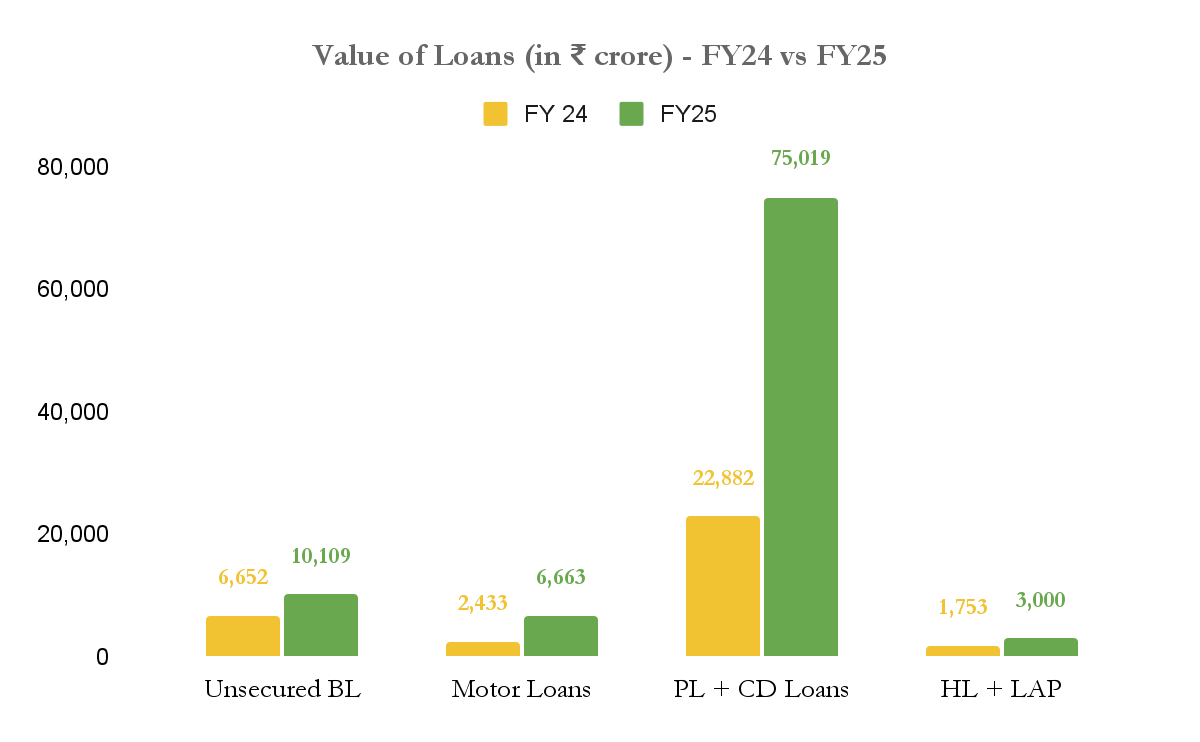 Value of Loans (in ₹ crore) - FY24 vs FY25
FY 24 FY25
80,000
60,000
40,000
20,000
0
6,652
10,109
2,433
6,663
22,882
75,019
1,753
3,000
Unsecured BL
Motor Loans
PL + CD Loans
HL + LAP